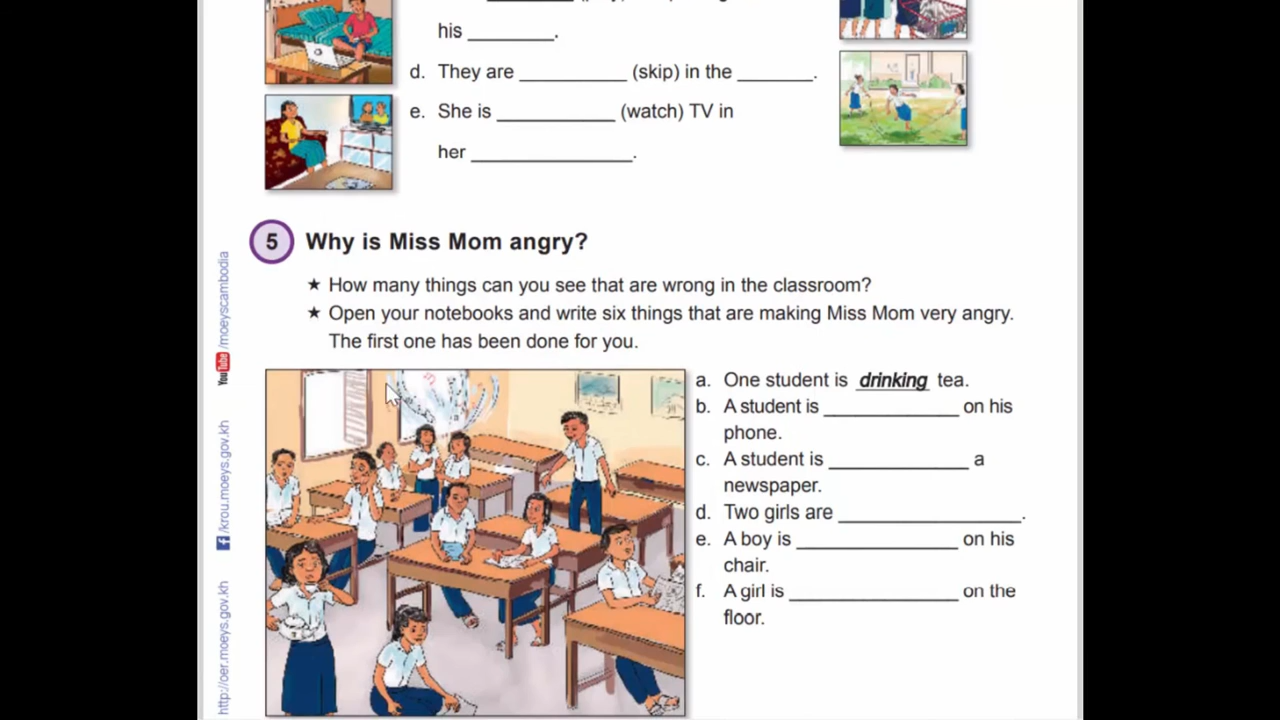 his ________.
d. They are __________ (skip) in the _______.
e. She is ___________ (watch) TV in
her _______________.
5 Why is Miss Mom angry?
★ How many things can you see that are wrong in the classroom?
★ Open your notebooks and write six things that are making Miss Mom very angry.
The first one has been done for you.
a. One student is drinking tea.
b. A student is ____________ on his
phone.
c. A student is _____________ a
newspaper.
d. Two girls are _________________.
e. A boy is _______________ on his
chair.
f. A girl is ________________ on the
floor.
YouTube /moeyscambodia
f /krou.moeys.gov.kh
http://oer.moeys.gov.kh